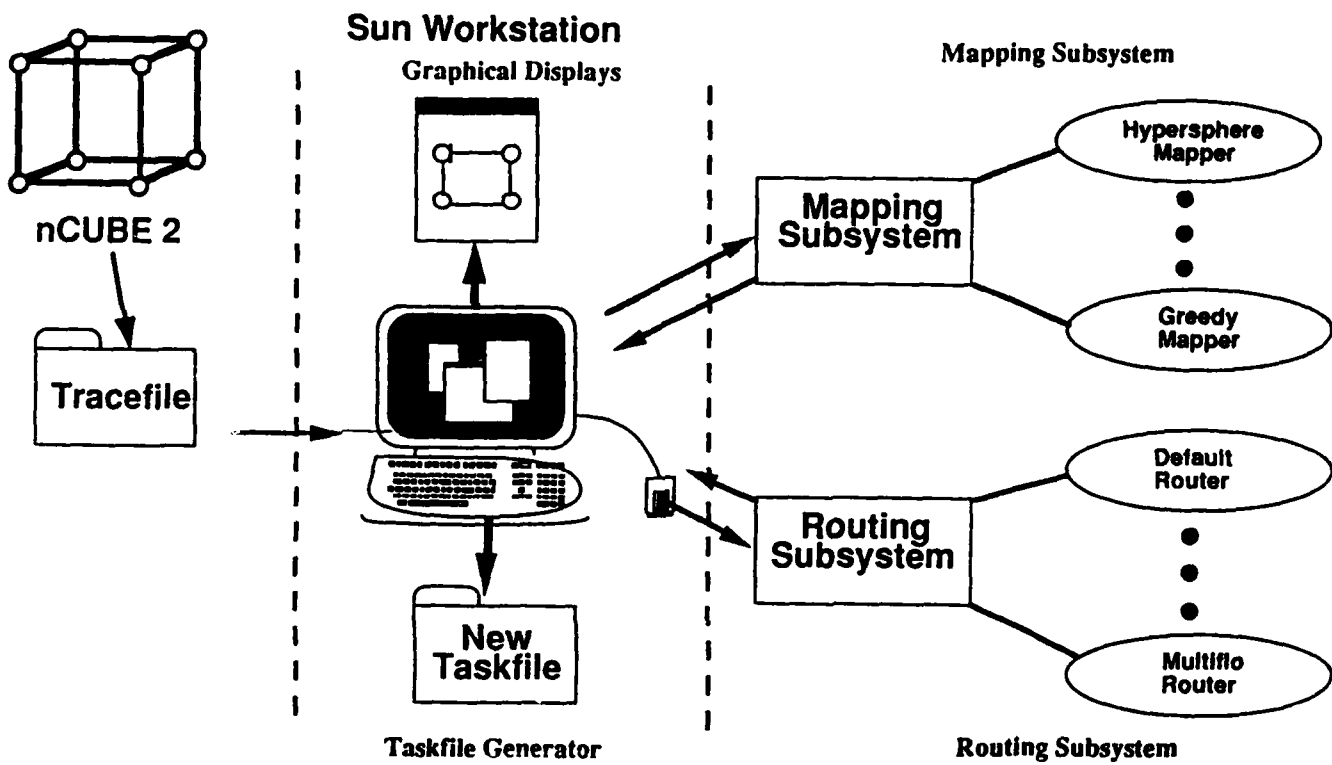 Sun Workstation
Graphical Displays
Mapping Subsystem
nCUBE 2
Tracefile
Mapping
Subsystem
Hypersphere
Mapper
Greedy
Mapper
Default
Router
Routing
Subsystem
Multiflo
Router
New
Taskfile
Taskfile Generator
Routing Subsystem